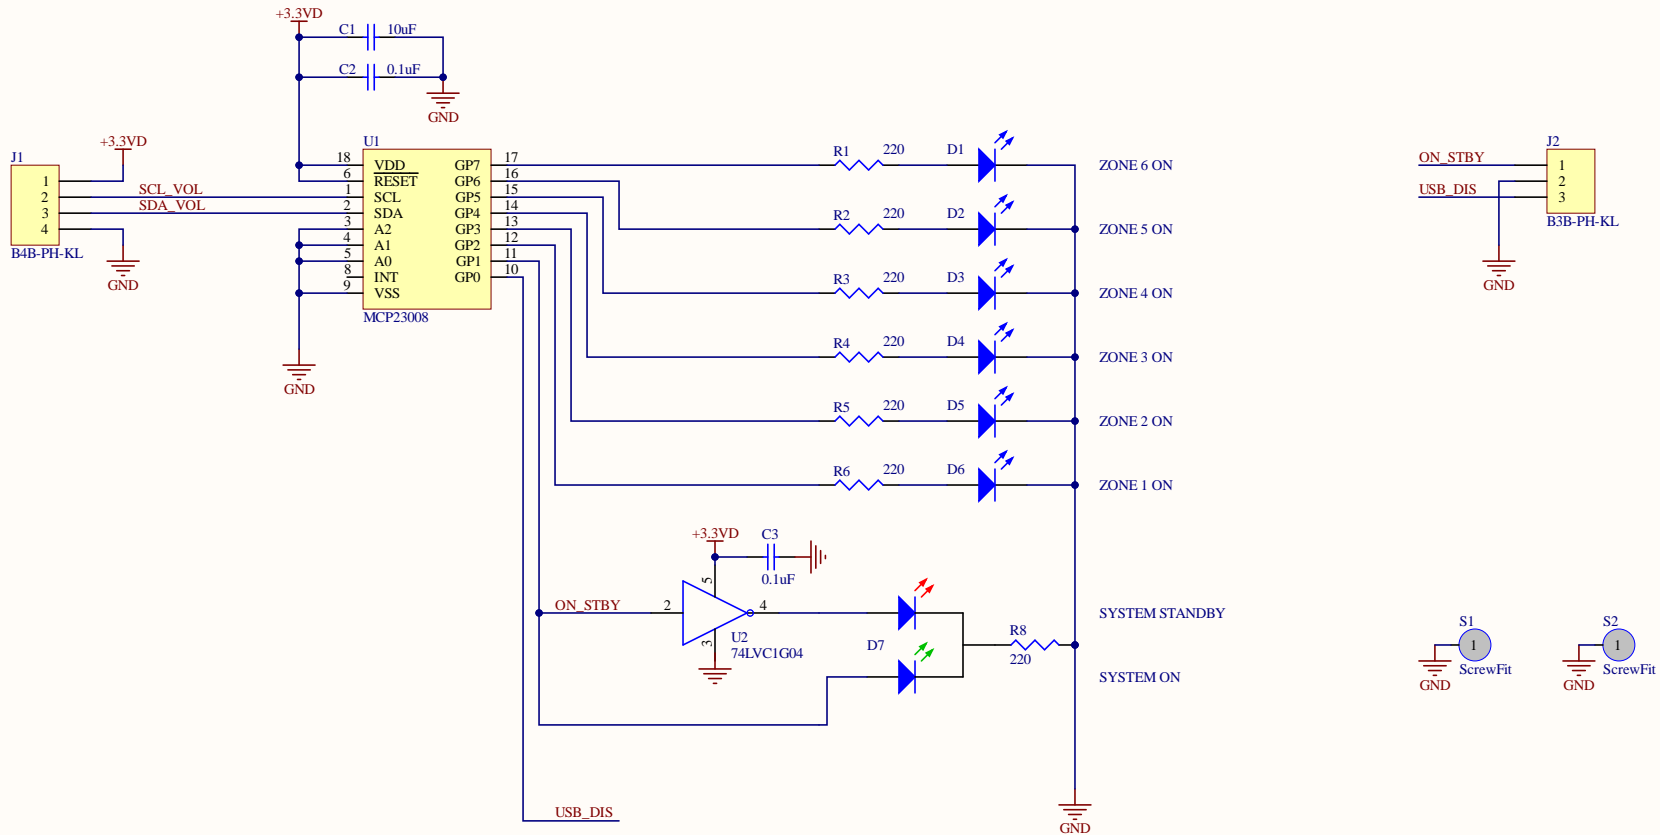 +3.3VD
C1 10uF
C2 0.1uF
GND
J1
+3.3VD
1
2 SCL_VOL
3 SDA_VOL
4
B4B-PH-KL
GND
U1
18 VDD GP7 17
6 RESET GP6 16
1 SCL GP5 15
2 SDA GP4 14
3 A2 GP3 13
4 A1 GP2 12
5 A0 GP1 11
8 INT GP0 10
9 VSS
MCP23008
GND
R1 220 D1 ZONE 6 ON
R2 220 D2 ZONE 5 ON
R3 220 D3 ZONE 4 ON
R4 220 D4 ZONE 3 ON
R5 220 D5 ZONE 2 ON
R6 220 D6 ZONE 1 ON
+3.3VD
C3
0.1uF
5
ON_STBY 2 4
3
U2
74LVC1G04
D7
R8
220
SYSTEM STANDBY
SYSTEM ON
USB_DIS
GND
J2
ON_STBY 1
2
USB_DIS 3
B3B-PH-KL
GND
S1
1
ScrewFit
GND
S2
1
ScrewFit
GND